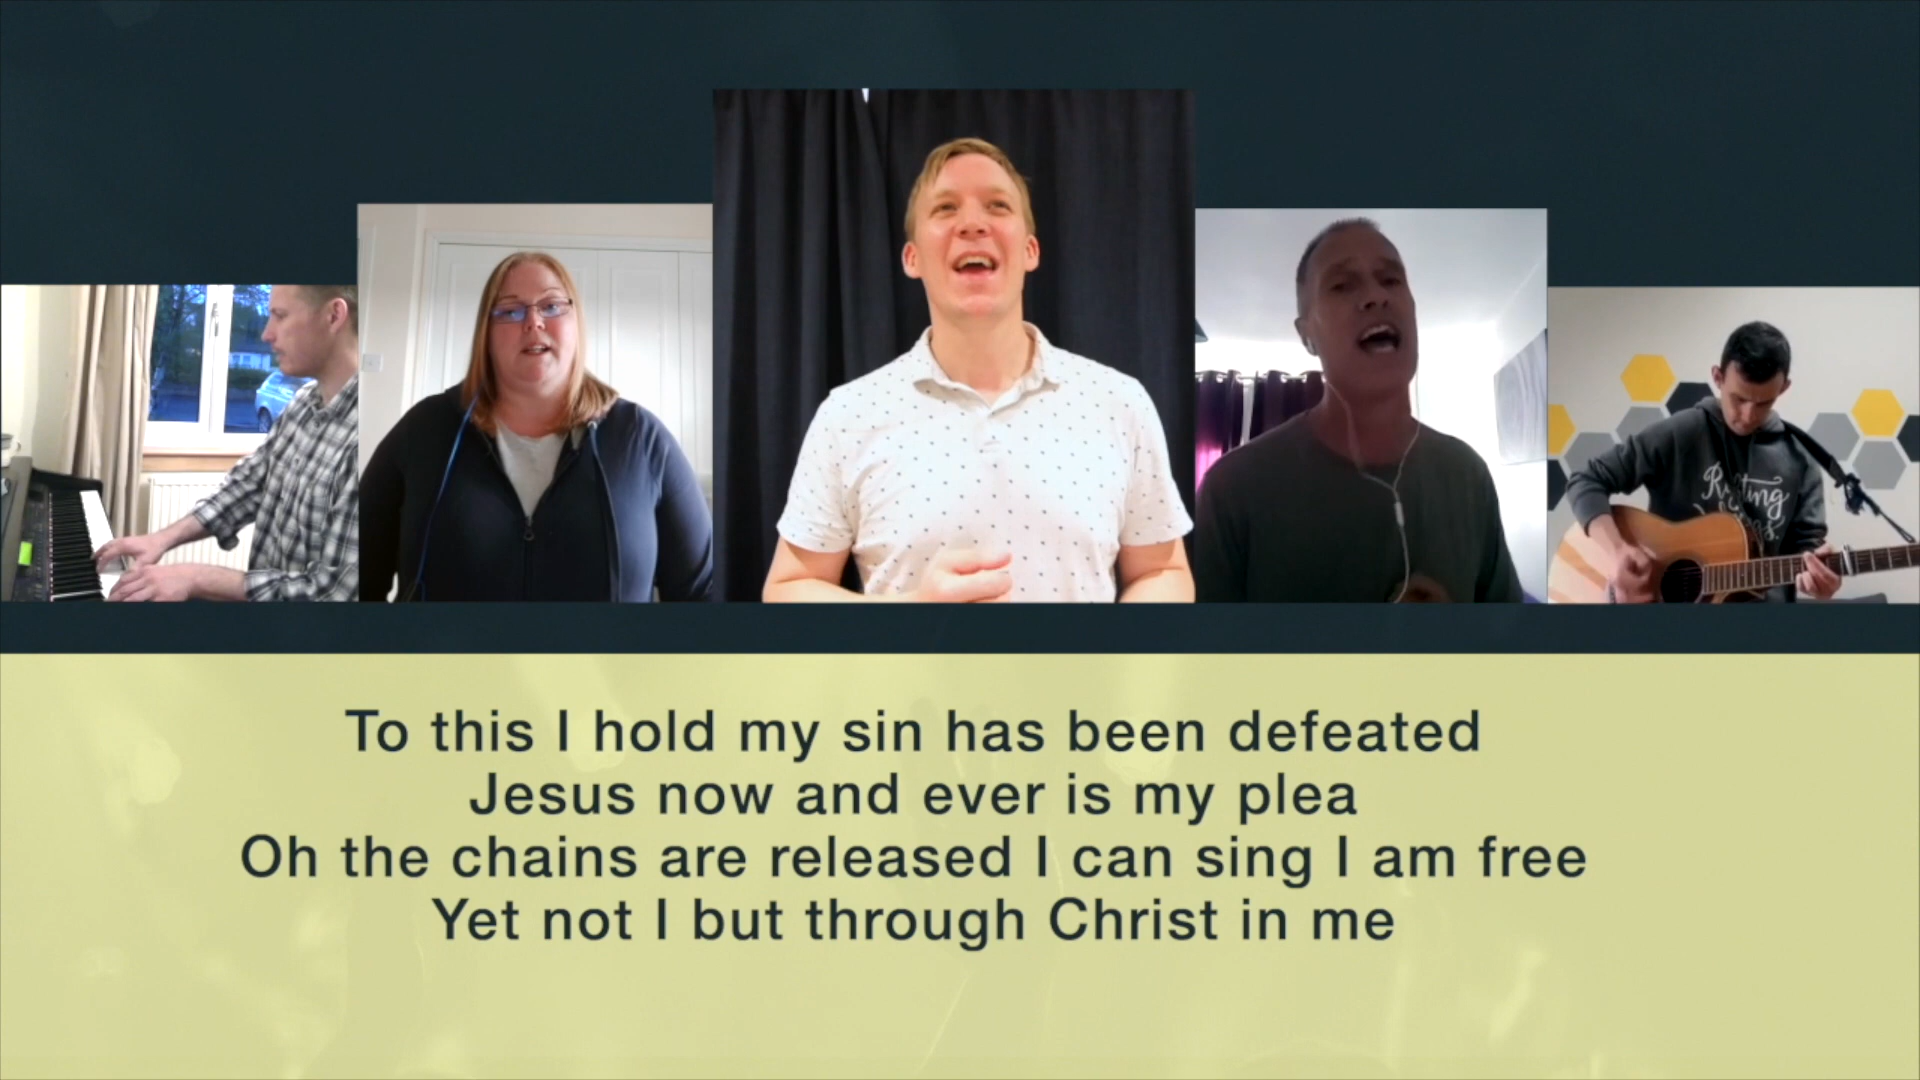 To this I hold my sin has been defeated
Jesus now and ever is my plea
Oh the chains are released I can sing I am free
Yet not I but through Christ in me